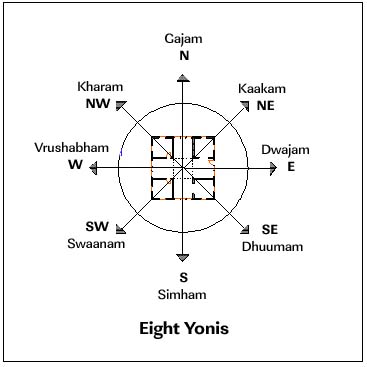 Gajam
N
Kharam
NW
Kaakam
NE
Vrushabham
W
Dwajam
E
SW
Swaanam
SE
Dhuumam
S
Simham
Eight Yonis